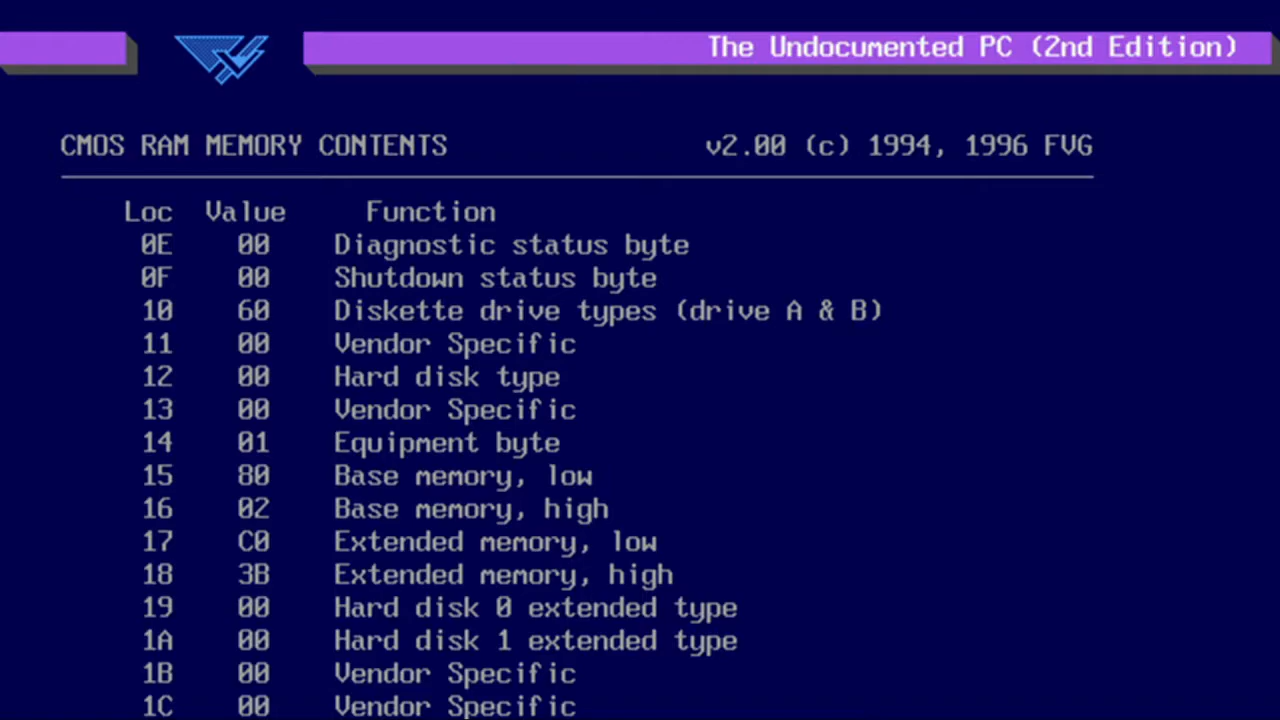 The Undocumented PC (2nd Edition)
CMOS RAM MEMORY CONTENTS v2.00 (c) 1994, 1996 FVG
Loc Value Function
0E 00 Diagnostic status byte
0F 00 Shutdown status byte
10 60 Diskette drive types (drive A & B)
11 00 Vendor Specific
12 00 Hard disk type
13 00 Vendor Specific
14 01 Equipment byte
15 80 Base memory, low
16 02 Base memory, high
17 C0 Extended memory, low
18 3B Extended memory, high
19 00 Hard disk 0 extended type
1A 00 Hard disk 1 extended type
1B 00 Vendor Specific
1C 00 Vendor Specific